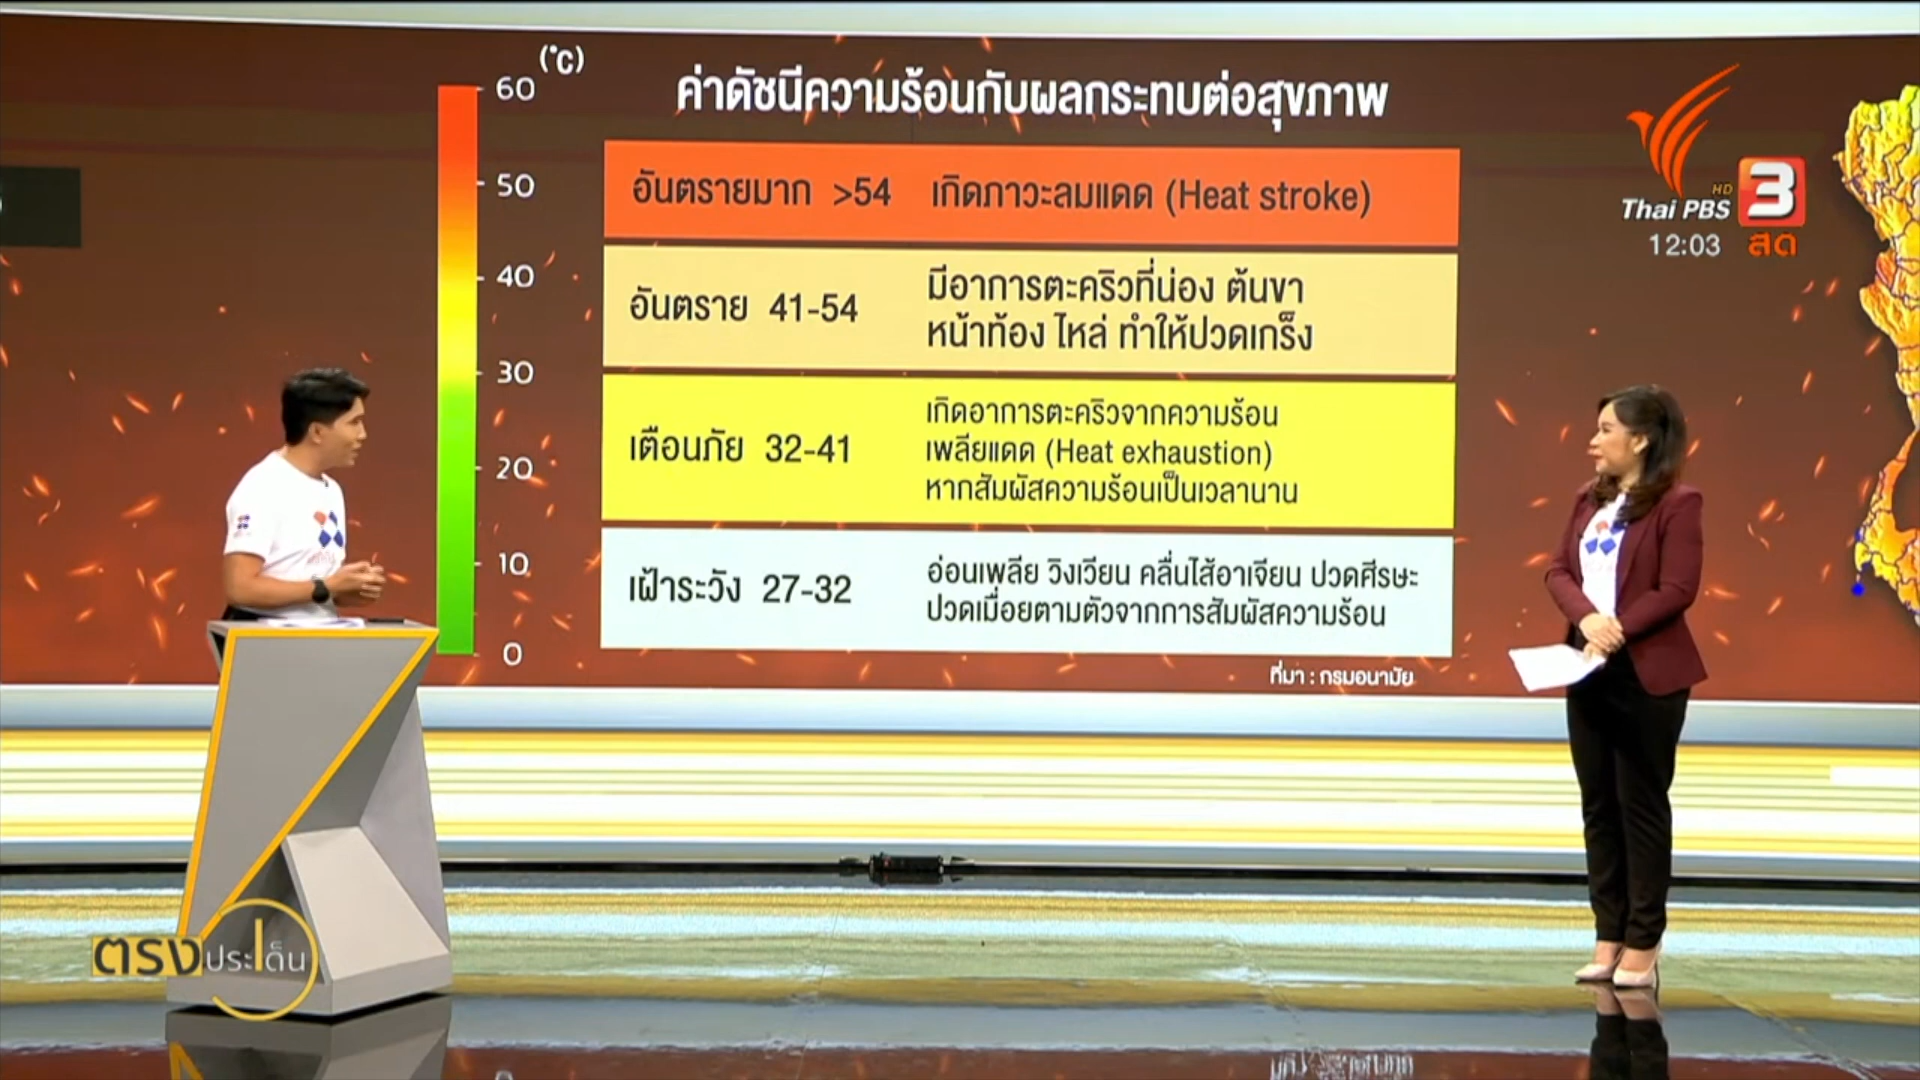 (°C)
60
50
40
30
20
10
0
ค่าดัชนีความร้อนกับผลกระทบต่อสุขภาพ
อันตรายมาก >54 เกิดภาวะลมแดด (Heat stroke)
อันตราย 41-54 มีอาการตะคริวที่น่อง ต้นขา
หน้าท้อง ไหล่ ทำให้ปวดเกร็ง
เตือนภัย 32-41 เกิดอาการตะคริวจากความร้อน
เพลียแดด (Heat exhaustion)
หากสัมผัสความร้อนเป็นเวลานาน
เฝ้าระวัง 27-32 อ่อนเพลีย วิงเวียน คลื่นไส้อาเจียน ปวดศีรษะ
ปวดเมื่อยตามตัวจากการสัมผัสความร้อน
ที่มา : กรมอนามัย
Thai PBS HD 3
12:03 สด
ตรงประเด็น